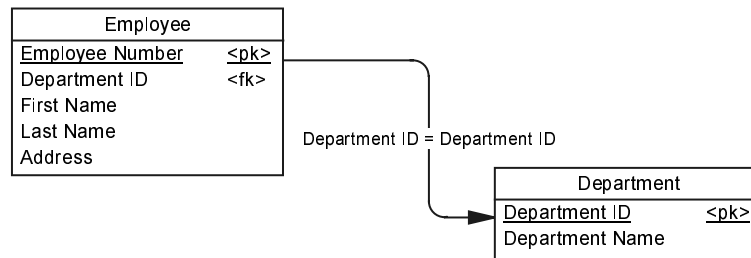 Employee
Employee Number <pk>
Department ID <fk>
First Name
Last Name
Address
Department ID = Department ID
Department
Department ID <pk>
Department Name